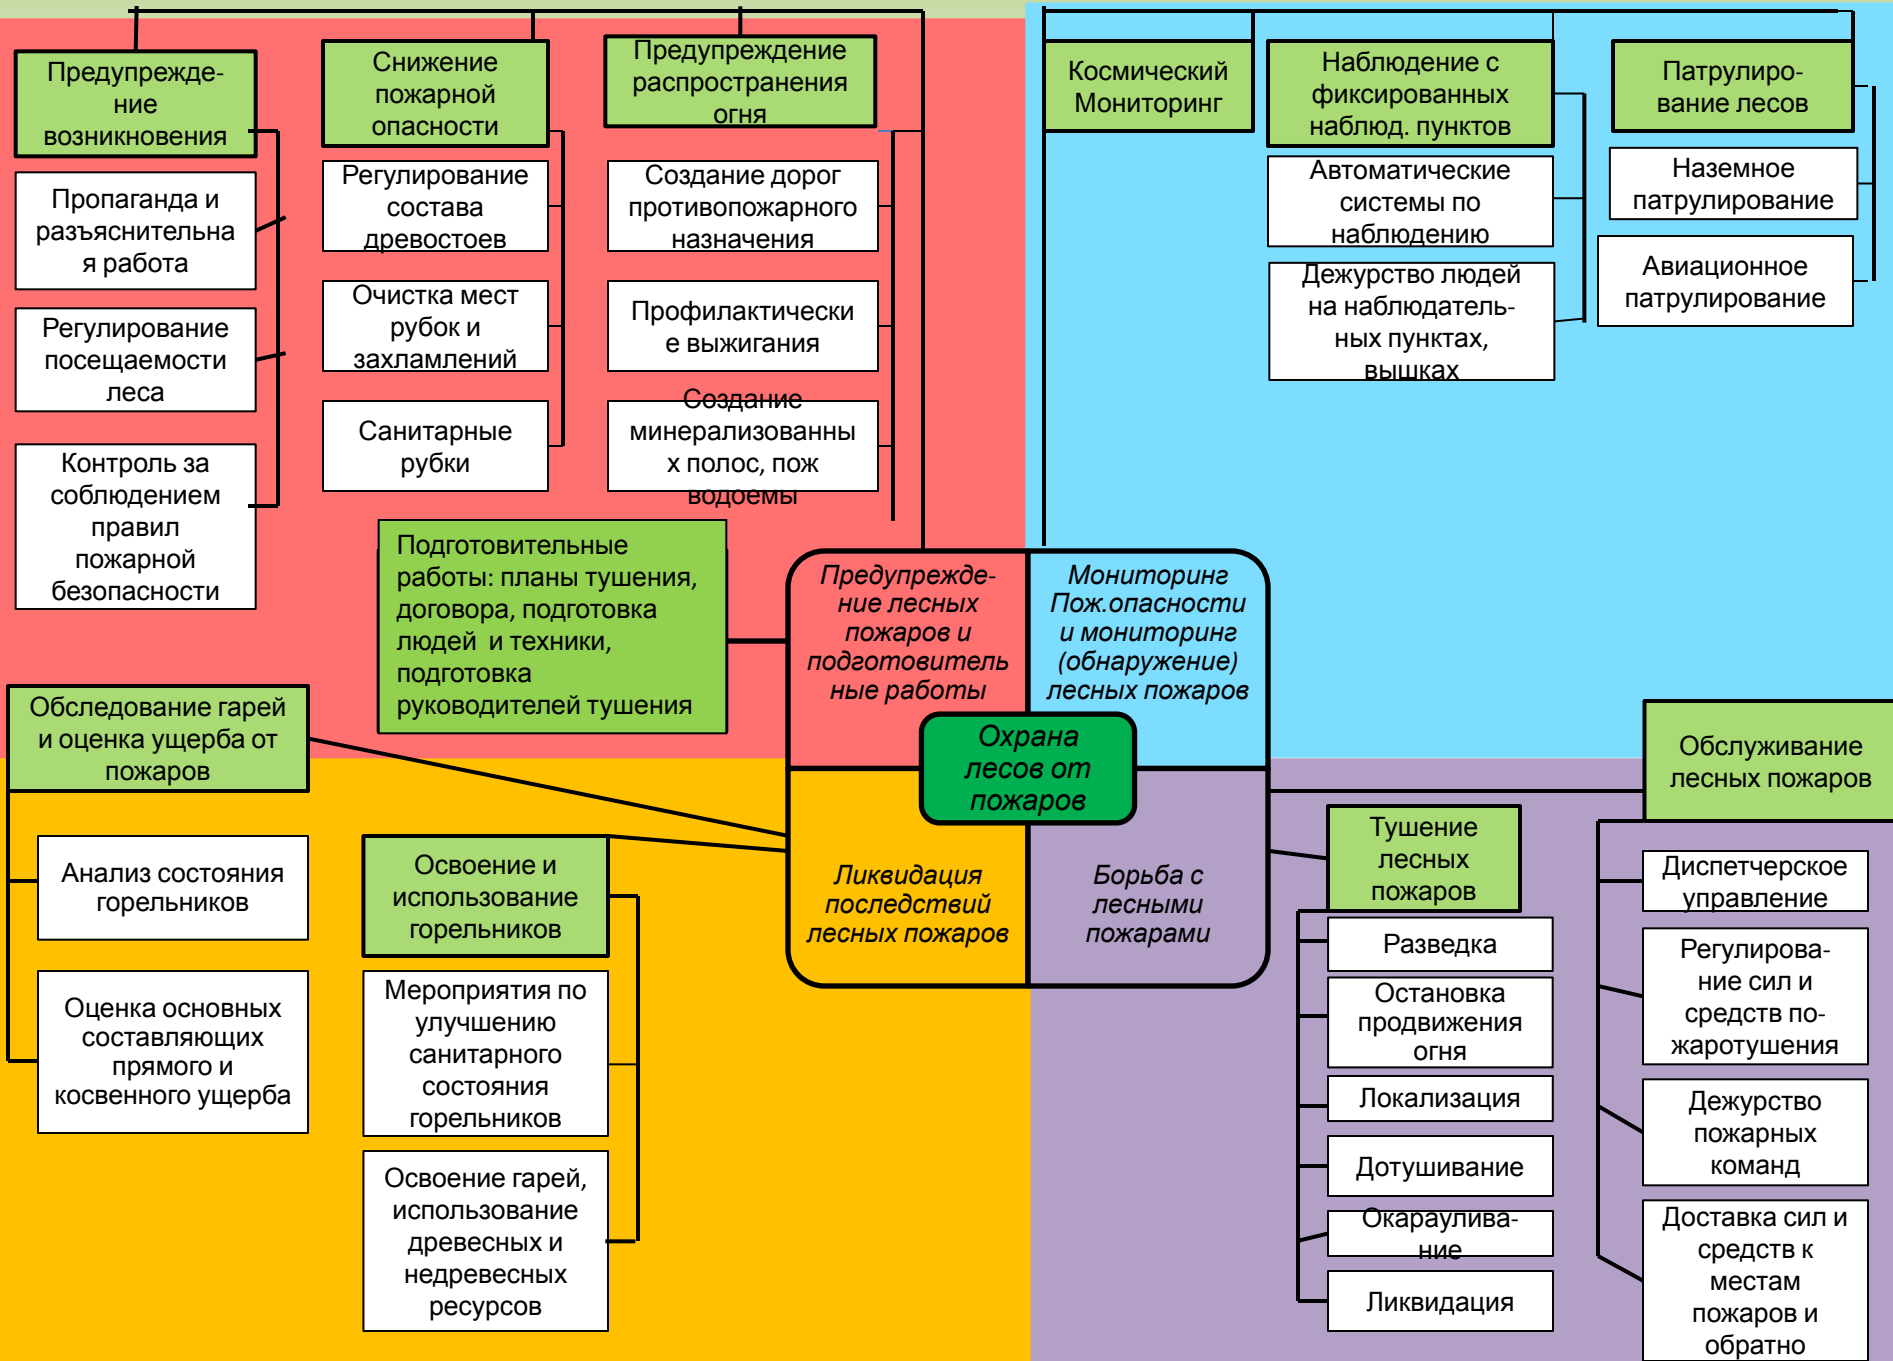 Предупрежде-
ние
возникновения
Пропаганда и
разъяснительна
я работа
Регулирование
посещаемости
леса
Контроль за
соблюдением
правил
пожарной
безопасности
Снижение
пожарной
опасности
Регулирование
состава
древостоев
Очистка мест
рубок и
захламлений
Санитарные
рубки
Предупреждение
распространения
огня
Создание дорог
противопожарного
назначения
Профилактически
е выжигания
Создание
минерализованны
х полос, пож
водоемы
Подготовительные
работы: планы тушения,
договора, подготовка
людей и техники,
подготовка
руководителей тушения
Космический
Мониторинг
Наблюдение с
фиксированных
наблюд. пунктов
Автоматические
системы по
наблюдению
Дежурство людей
на наблюдатель-
ных пунктах,
вышках
Патрулиро-
вание лесов
Наземное
патрулирование
Авиационное
патрулирование
Предупрежде-
ние лесных
пожаров и
подготовитель
ные работы
Мониторинг
Пож.опасности
и мониторинг
(обнаружение)
лесных пожаров
Охрана
лесов от
пожаров
Ликвидация
последствий
лесных пожаров
Борьба с
лесными
пожарами
Обследование гарей
и оценка ущерба от
пожаров
Анализ состояния
горельников
Оценка основных
составляющих
прямого и
косвенного ущерба
Освоение и
использование
горельников
Мероприятия по
улучшению
санитарного
состояния
горельников
Освоение гарей,
использование
древесных и
недревесных
ресурсов
Тушение
лесных
пожаров
Разведка
Остановка
продвижения
огня
Локализация
Дотушивание
Окараулива-
ние
Ликвидация
Обслуживание
лесных пожаров
Диспетчерское
управление
Регулирова-
ние сил и
средств по-
жаротушения
Дежурство
пожарных
команд
Доставка сил и
средств к
местам
пожаров и
обратно